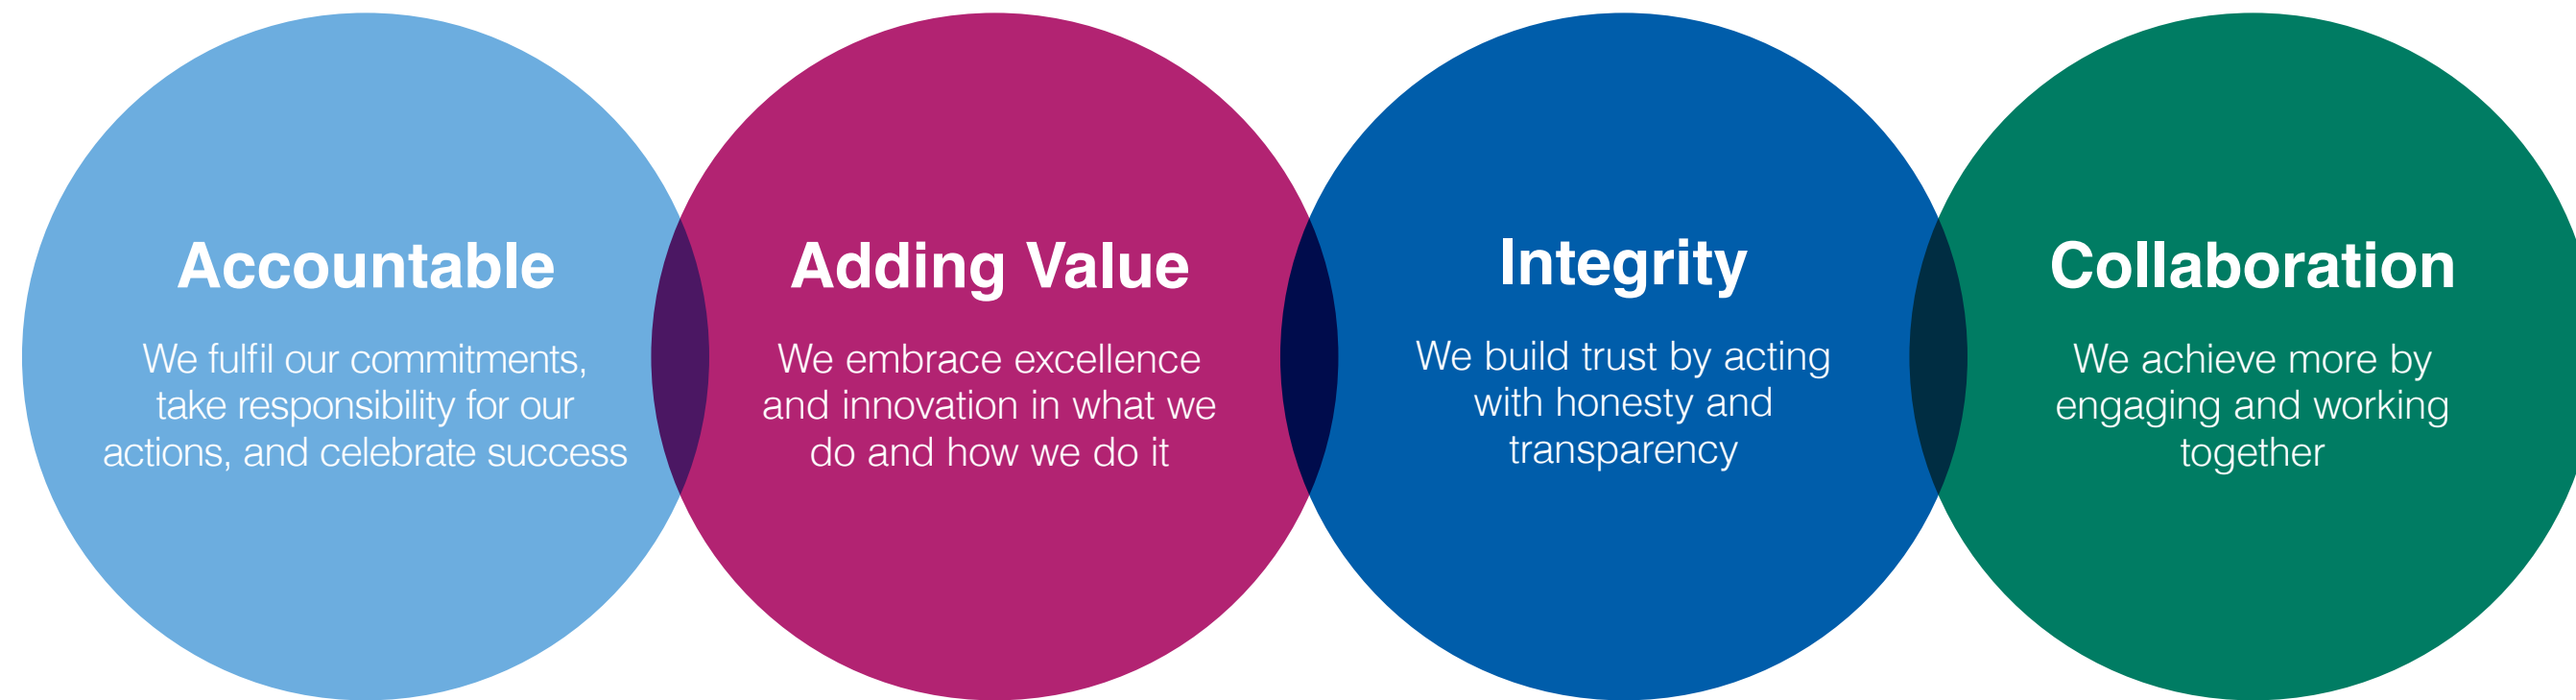 Accountable
We fulfil our commitments,
take responsibility for our
actions, and celebrate success
Adding Value
We embrace excellence
and innovation in what we
do and how we do it
Integrity
We build trust by acting
with honesty and
transparency
Collaboration
We achieve more by
engaging and working
together